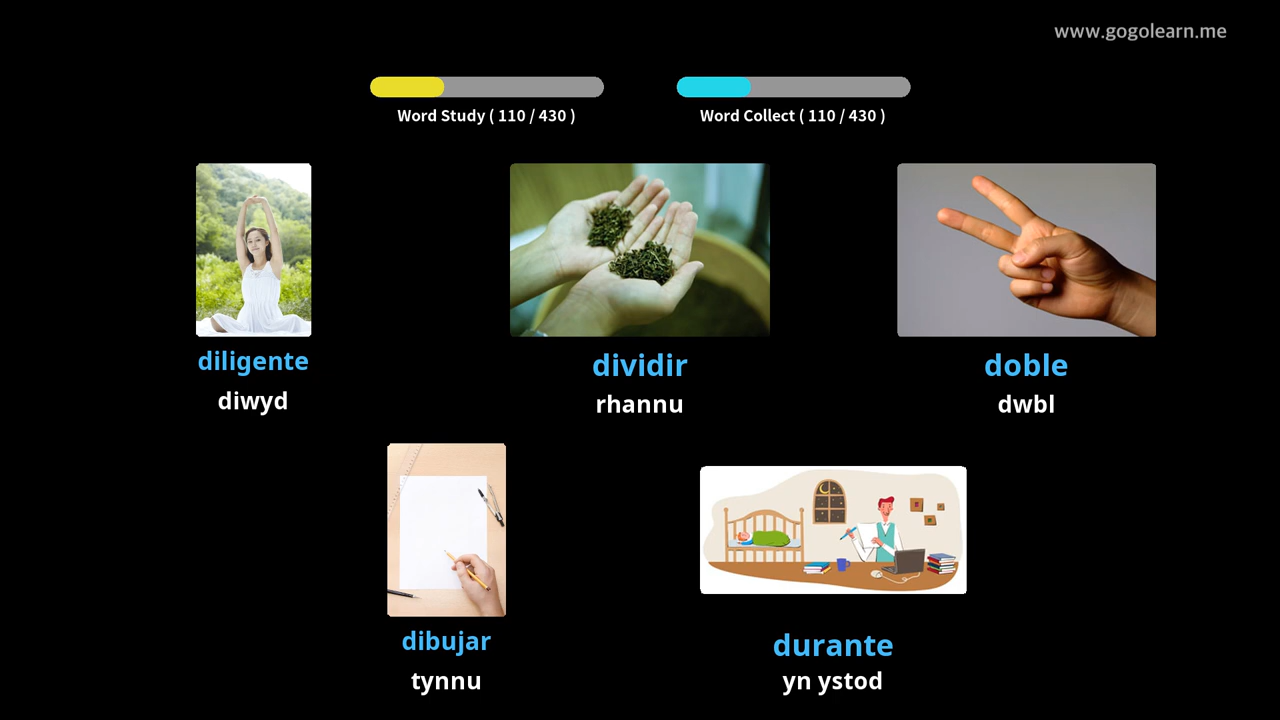 www.gogolearn.me
Word Study ( 110 / 430 )
Word Collect ( 110 / 430 )
diligente
diwyd
dividir
rhannu
doble
dwbl
dibujar
tynnu
durante
yn ystod